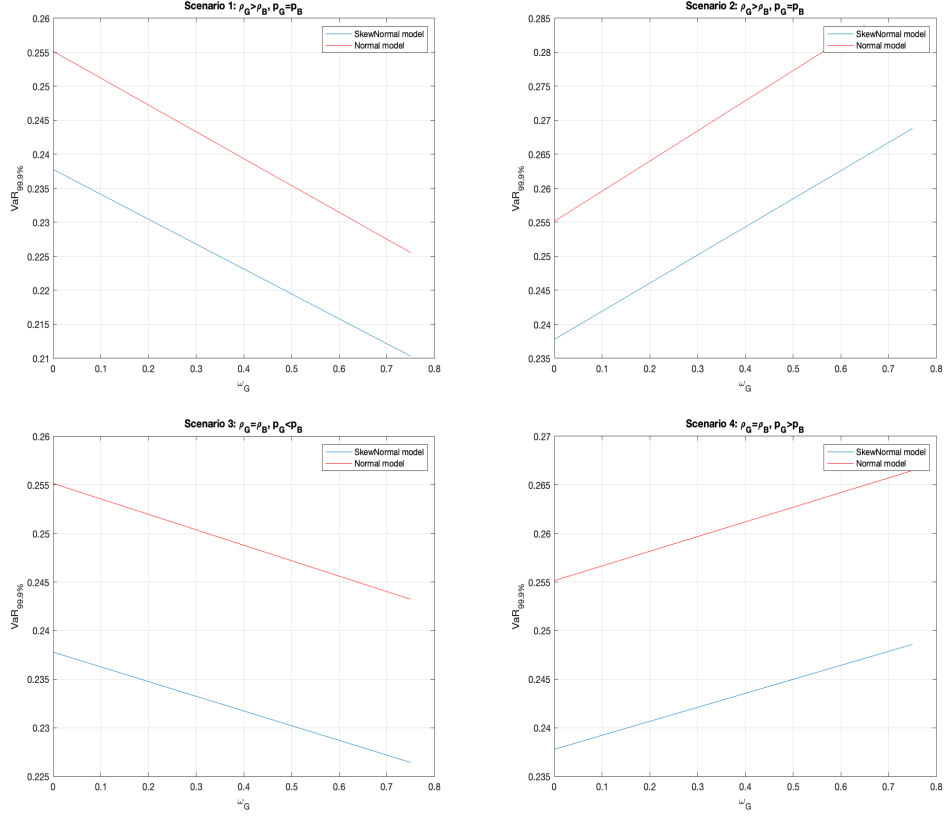 Scenario 1: ρG>ρB, pG=pB
SkewNormal model
Normal model
0.26
0.255
0.25
0.245
0.24
0.235
0.23
0.225
0.22
0.215
0.21
VaR99.9%
0 0.1 0.2 0.3 0.4 0.5 0.6 0.7 0.8
ωG
Scenario 2: ρG>ρB, pG=pB
SkewNormal model
Normal model
0.285
0.28
0.275
0.27
0.265
0.26
0.255
0.25
0.245
0.24
0.235
VaR99.9%
0 0.1 0.2 0.3 0.4 0.5 0.6 0.7 0.8
ωG
Scenario 3: ρG=ρB, pG<pB
SkewNormal model
Normal model
0.26
0.255
0.25
0.245
0.24
0.235
0.23
0.225
VaR99.9%
0 0.1 0.2 0.3 0.4 0.5 0.6 0.7 0.8
ωG
Scenario 4: ρG=ρB, pG>pB
SkewNormal model
Normal model
0.27
0.265
0.26
0.255
0.25
0.245
0.24
0.235
VaR99.9%
0 0.1 0.2 0.3 0.4 0.5 0.6 0.7 0.8
ωG